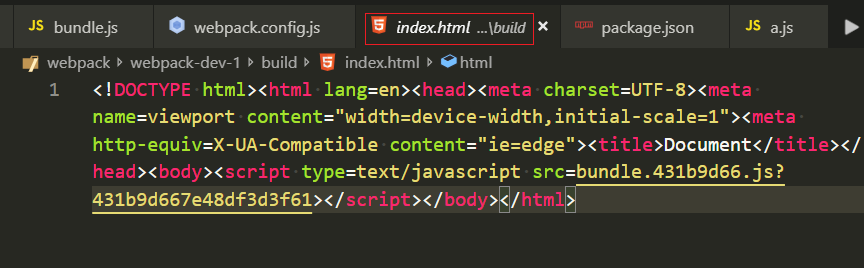 JS bundle.js webpack.config.js index.html ...\build × package.json JS a.js
webpack > webpack-dev-1 > build > index.html > html
1 <!DOCTYPE html><html lang=en><head><meta charset=UTF-8><meta
name=viewport content="width=device-width,initial-scale=1"><meta
http-equiv=X-UA-Compatible content="ie=edge"><title>Document</title></
head><body><script type=text/javascript src=bundle.431b9d66.js?
431b9d667e48df3d3f61></script></body></html>